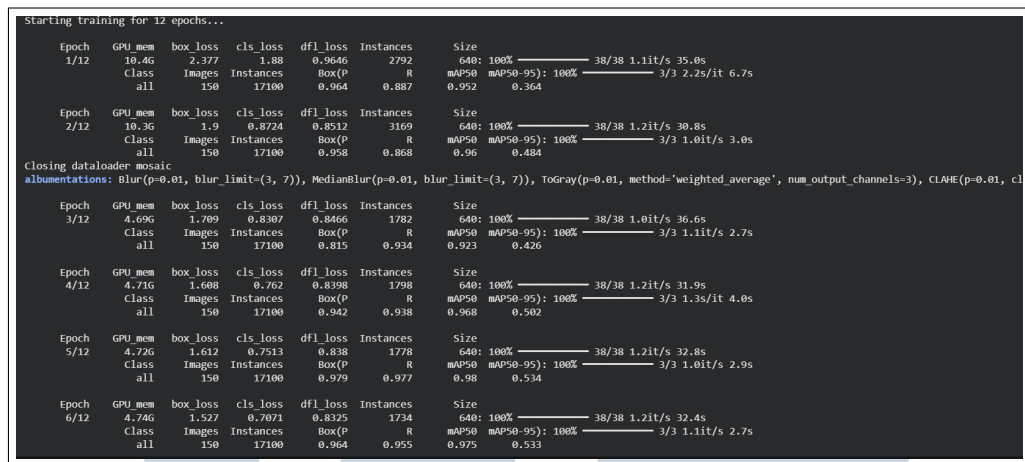 Starting training for 12 epochs...
Epoch GPU_mem box_loss cls_loss dfl_loss Instances Size
1/12 10.4G 2.377 1.88 0.9646 2792 640: 100% ━━━━━━━━━━━━ 38/38 1.1it/s 35.0s
Class Images Instances Box(P R mAP50 mAP50-95): 100% ━━━━━━━━━━━━ 3/3 2.2s/it 6.7s
all 150 17100 0.964 0.887 0.952 0.364
Epoch GPU_mem box_loss cls_loss dfl_loss Instances Size
2/12 10.3G 1.9 0.8724 0.8512 3169 640: 100% ━━━━━━━━━━━━ 38/38 1.2it/s 30.8s
Class Images Instances Box(P R mAP50 mAP50-95): 100% ━━━━━━━━━━━━ 3/3 1.0it/s 3.0s
all 150 17100 0.958 0.868 0.96 0.484
Closing dataloader mosaic
albumentations: Blur(p=0.01, blur_limit=(3, 7)), MedianBlur(p=0.01, blur_limit=(3, 7)), ToGray(p=0.01, method='weighted_average', num_output_channels=3), CLAHE(p=0.01, cl
Epoch GPU_mem box_loss cls_loss dfl_loss Instances Size
3/12 4.69G 1.709 0.8307 0.8466 1782 640: 100% ━━━━━━━━━━━━ 38/38 1.0it/s 36.6s
Class Images Instances Box(P R mAP50 mAP50-95): 100% ━━━━━━━━━━━━ 3/3 1.1it/s 2.7s
all 150 17100 0.815 0.934 0.923 0.426
Epoch GPU_mem box_loss cls_loss dfl_loss Instances Size
4/12 4.71G 1.608 0.762 0.8398 1798 640: 100% ━━━━━━━━━━━━ 38/38 1.2it/s 31.9s
Class Images Instances Box(P R mAP50 mAP50-95): 100% ━━━━━━━━━━━━ 3/3 1.3s/it 4.0s
all 150 17100 0.942 0.938 0.968 0.502
Epoch GPU_mem box_loss cls_loss dfl_loss Instances Size
5/12 4.72G 1.612 0.7513 0.838 1778 640: 100% ━━━━━━━━━━━━ 38/38 1.2it/s 32.8s
Class Images Instances Box(P R mAP50 mAP50-95): 100% ━━━━━━━━━━━━ 3/3 1.0it/s 2.9s
all 150 17100 0.979 0.977 0.98 0.534
Epoch GPU_mem box_loss cls_loss dfl_loss Instances Size
6/12 4.74G 1.527 0.7071 0.8325 1734 640: 100% ━━━━━━━━━━━━ 38/38 1.2it/s 32.4s
Class Images Instances Box(P R mAP50 mAP50-95): 100% ━━━━━━━━━━━━ 3/3 1.1it/s 2.7s
all 150 17100 0.964 0.955 0.975 0.533